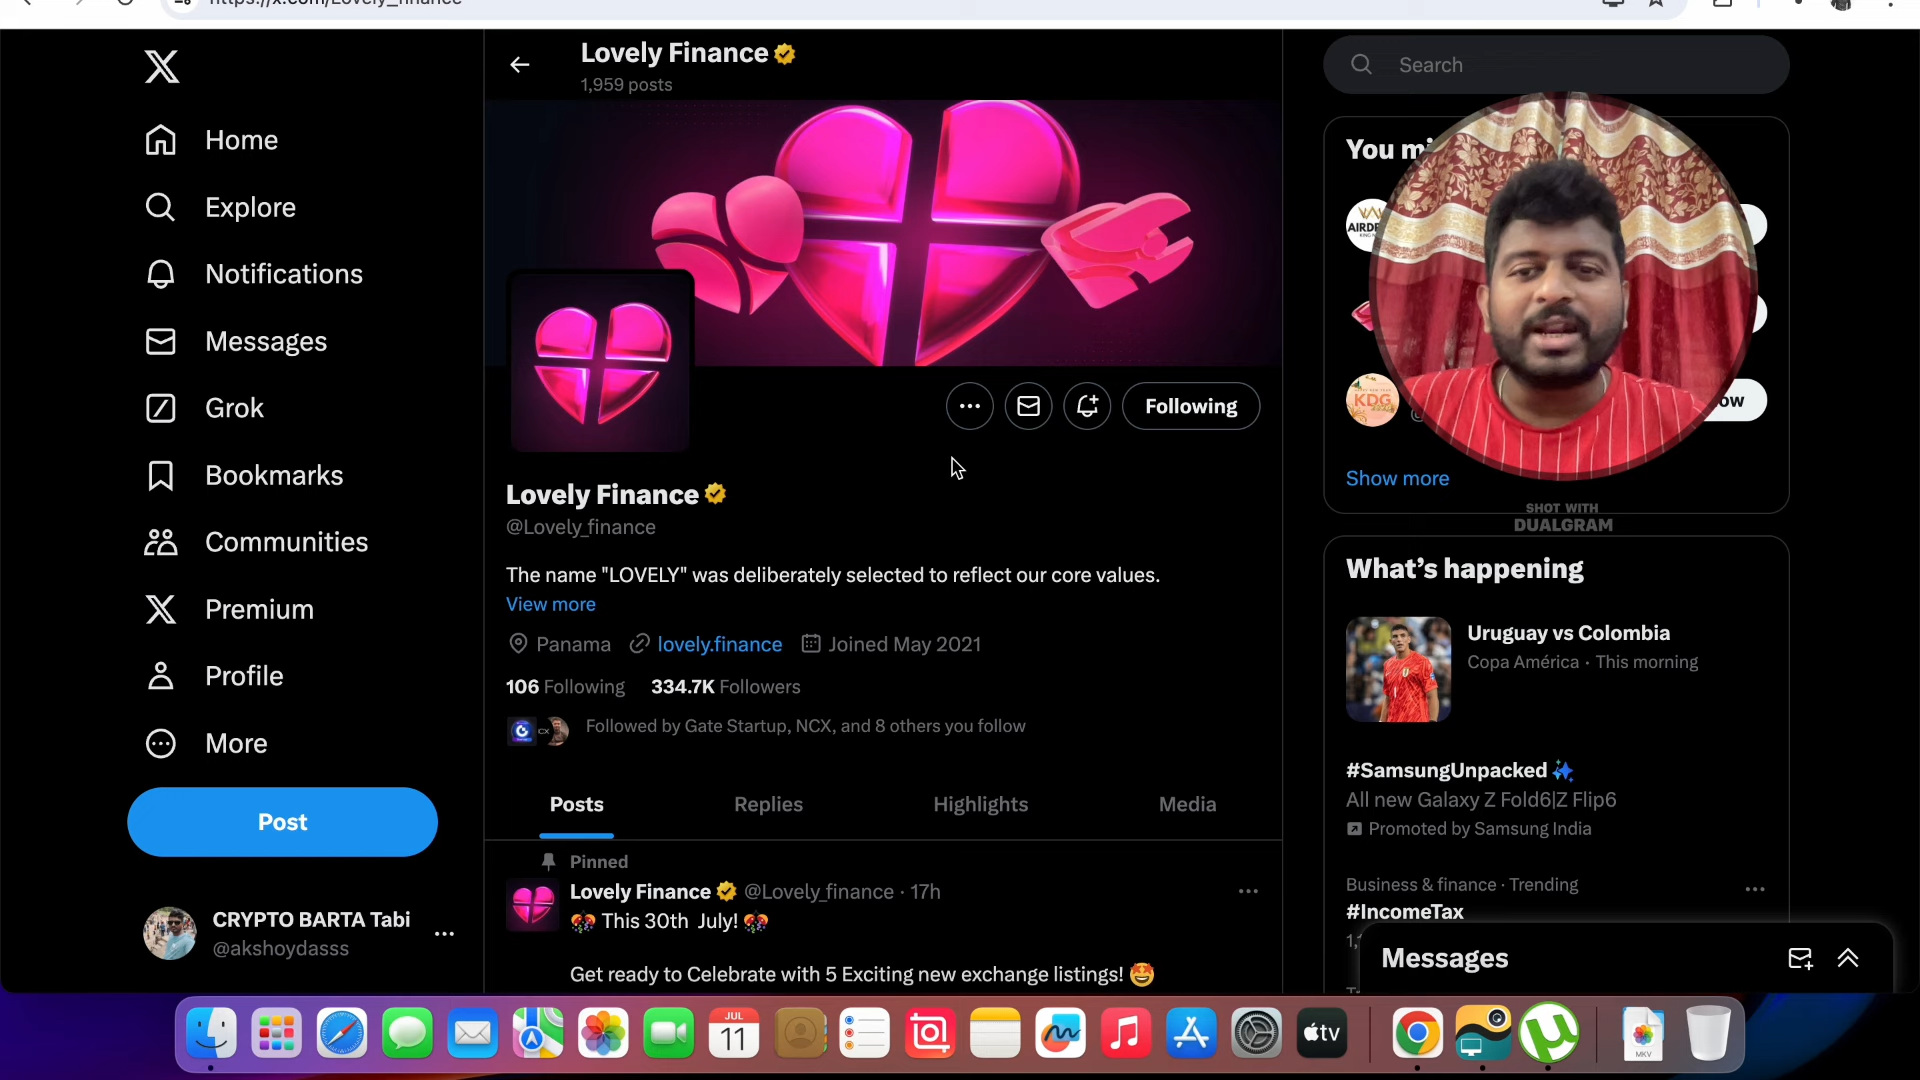 Lovely Finance
1,959 posts
Search
Home
Explore
Notifications
Messages
Grok
Bookmarks
Communities
Premium
Profile
More
Post
CRYPTO BARTA Tabi
@akshoydasss
Following
Lovely Finance
@Lovely_finance
The name "LOVELY" was deliberately selected to reflect our core values.
View more
Panama lovely.finance Joined May 2021
106 Following 334.7K Followers
Followed by Gate Startup, NCX, and 8 others you follow
Posts Replies Highlights Media
Pinned
Lovely Finance @Lovely_finance · 17h
🎊 This 30th July! 🎊
Get ready to Celebrate with 5 Exciting new exchange listings! 🤩
You
KDG
Show more
SHOT WITH
DUALGRAM
What's happening
Uruguay vs Colombia
Copa América · This morning
#SamsungUnpacked
All new Galaxy Z Fold6|Z Flip6
Promoted by Samsung India
Business & finance · Trending
#IncomeTax
Messages
JUL
11
tv
MKV